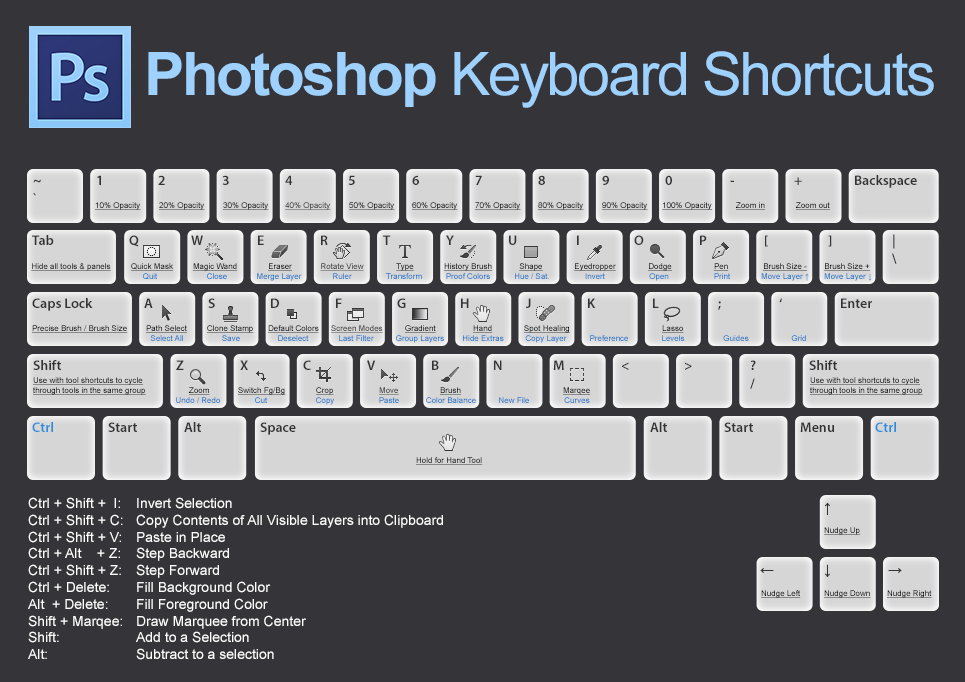 Ps Photoshop Keyboard Shortcuts
~
`
1
10% Opacity
2
20% Opacity
3
30% Opacity
4
40% Opacity
5
50% Opacity
6
60% Opacity
7
70% Opacity
8
80% Opacity
9
90% Opacity
0
100% Opacity
-
Zoom in
+
Zoom out
Backspace
Tab
Hide all tools & panels
Q
Quick Mask
Quit
W
Magic Wand
Close
E
Eraser
Merge Layer
R
Rotate View
Ruler
T
T
Type
Transform
Y
History Brush
Proof Colors
U
Shape
Hue / Sat.
I
Eyedropper
Invert
O
Dodge
Open
P
Pen
Print
[
Brush Size -
Move Layer ↑
]
Brush Size +
Move Layer ↓
|
\
Caps Lock
Precise Brush / Brush Size
A
Path Select
Select All
S
Clone Stamp
Save
D
Default Colors
Deselect
F
Screen Modes
Last Filter
G
Gradient
Group Layers
H
Hand
Hide Extras
J
Spot Healing
Copy Layer
K
Preference
L
Lasso
Levels
;
Guides
‘
Grid
Enter
Shift
Use with tool shortcuts to cycle
through tools in the same group
Z
Zoom
Undo / Redo
X
Switch Fg/Bg
Cut
C
Crop
Copy
V
Move
Paste
B
Brush
Color Balance
N
New File
M
Marqee
Curves
<
>
?
/
Shift
Use with tool shortcuts to cycle
through tools in the same group
Ctrl
Start
Alt
Space
Hold for Hand Tool
Alt
Start
Menu
Ctrl
Ctrl + Shift + I: Invert Selection
Ctrl + Shift + C: Copy Contents of All Visible Layers into Clipboard
Ctrl + Shift + V: Paste in Place
Ctrl + Alt + Z: Step Backward
Ctrl + Shift + Z: Step Forward
Ctrl + Delete: Fill Background Color
Alt + Delete: Fill Foreground Color
Shift + Marqee: Draw Marquee from Center
Shift: Add to a Selection
Alt: Subtract to a selection
↑
Nudge Up
←
Nudge Left
↓
Nudge Down
→
Nudge Right